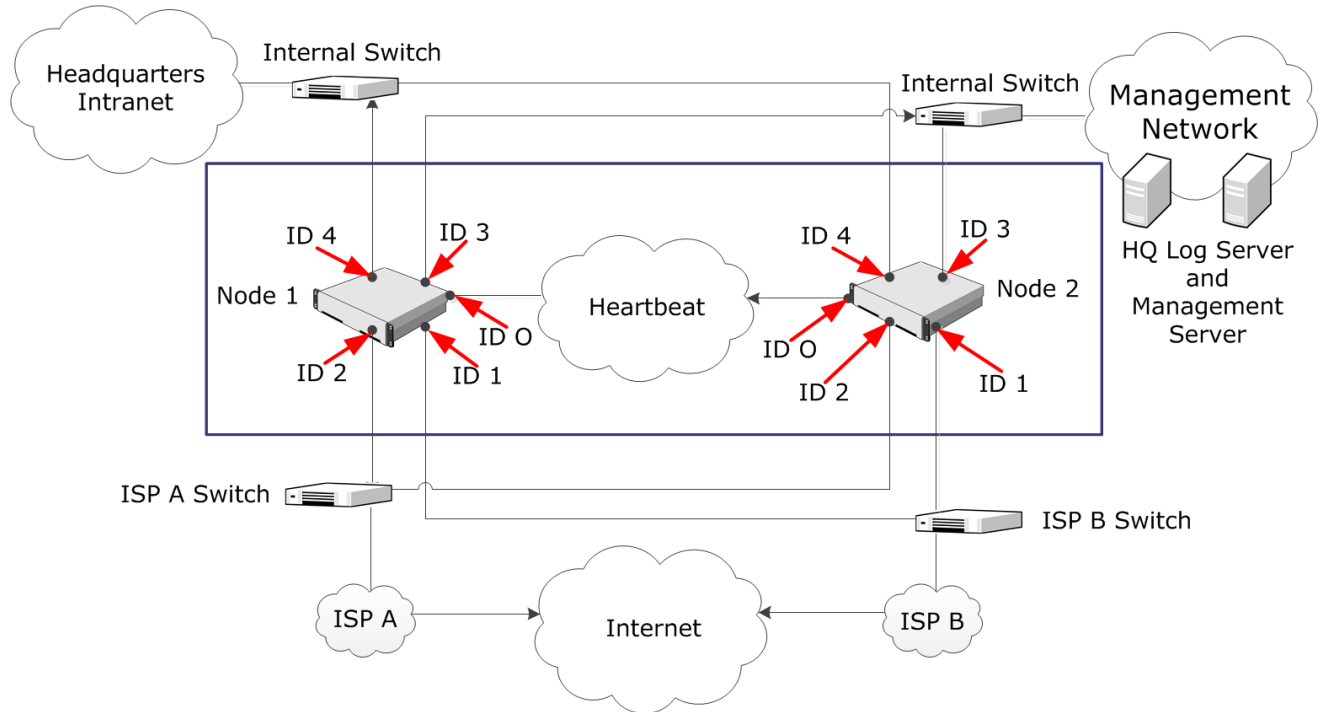 Internal Switch
Headquarters
Intranet
Internal Switch
Management
Network
ID 4
ID 3
ID 4
ID 3
HQ Log Server
and
Management
Server
Node 1
Heartbeat
Node 2
ID O
ID O
ID 2
ID 1
ID 2
ID 1
ISP A Switch
ISP B Switch
ISP A
Internet
ISP B